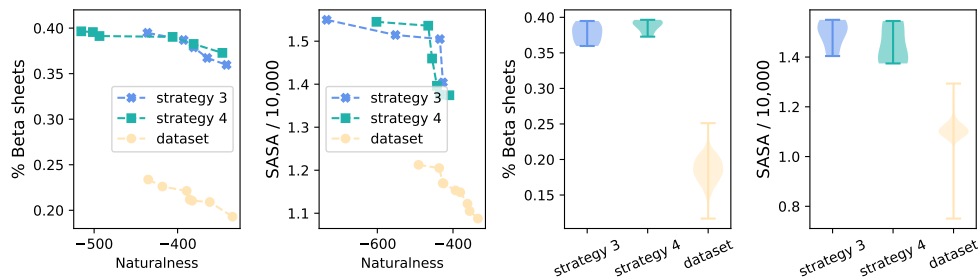 % Beta sheets
0.40
0.35
0.30
0.25
0.20
−500
−400
Naturalness
strategy 3
strategy 4
dataset
SASA / 10,000
1.5
1.4
1.3
1.2
1.1
−600
−400
Naturalness
strategy 3
strategy 4
dataset
% Beta sheets
0.40
0.35
0.30
0.25
0.20
0.15
strategy 3
strategy 4
dataset
SASA / 10,000
1.4
1.2
1.0
0.8
strategy 3
strategy 4
dataset